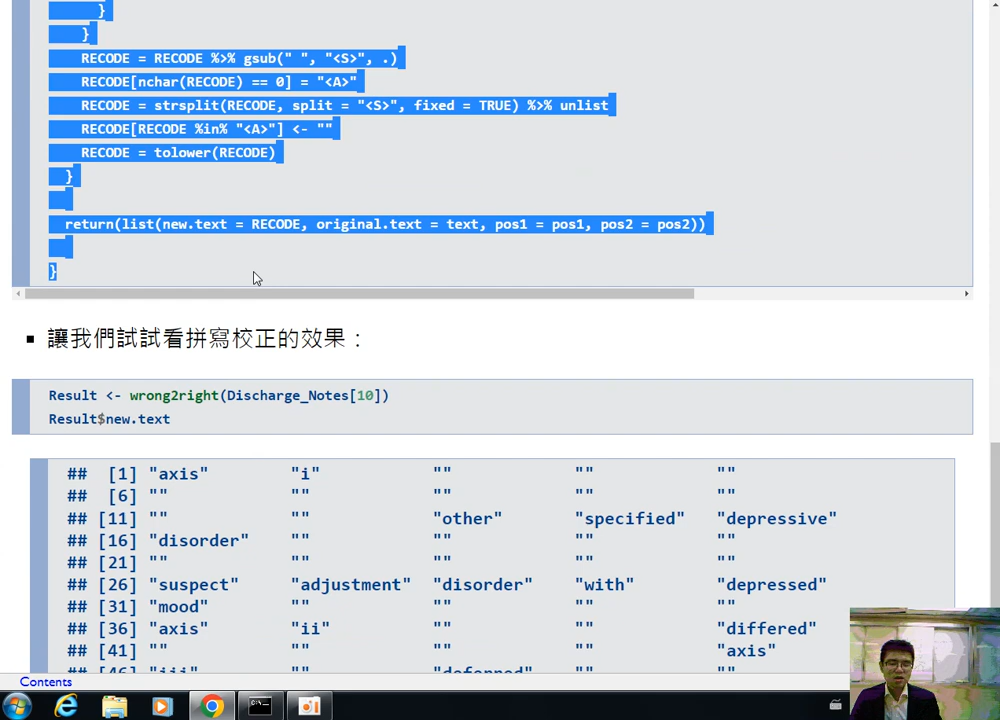 }
}
RECODE = RECODE %>% gsub(" ", "<S>", .)
RECODE[nchar(RECODE) == 0] = "<A>"
RECODE = strsplit(RECODE, split = "<S>", fixed = TRUE) %>% unlist
RECODE[RECODE %in% "<A>"] <- ""
RECODE = tolower(RECODE)
}
return(list(new.text = RECODE, original.text = text, pos1 = pos1, pos2 = pos2))
}
讓我們試試看拼寫校正的效果：
Result <- wrong2right(Discharge_Notes[10])
Result$new.text
## [1] "axis" "i" "" "" ""
## [6] "" "" "" "" ""
## [11] "" "" "other" "specified" "depressive"
## [16] "disorder" "" "" "" ""
## [21] "" "" "" "" ""
## [26] "suspect" "adjustment" "disorder" "with" "depressed"
## [31] "mood" "" "" "" ""
## [36] "axis" "ii" "" "" "differed"
## [41] "" "" "" "" "axis"
## [46] "iii" "" "deferred" "" ""
Contents